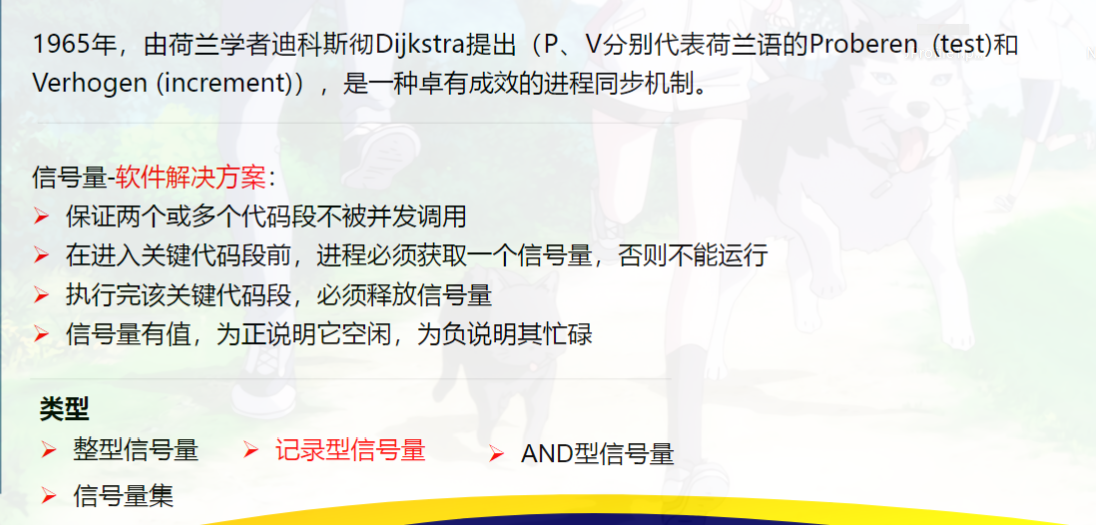 1965年，由荷兰学者迪科斯彻Dijkstra提出（P、V分别代表荷兰语的Proberen (test)和
Verhogen (increment)），是一种卓有成效的进程同步机制。
信号量-软件解决方案：
➢ 保证两个或多个代码段不被并发调用
➢ 在进入关键代码段前，进程必须获取一个信号量，否则不能运行
➢ 执行完该关键代码段，必须释放信号量
➢ 信号量有值，为正说明它空闲，为负说明其忙碌
类型
➢ 整型信号量 ➢ 记录型信号量 ➢ AND型信号量
➢ 信号量集